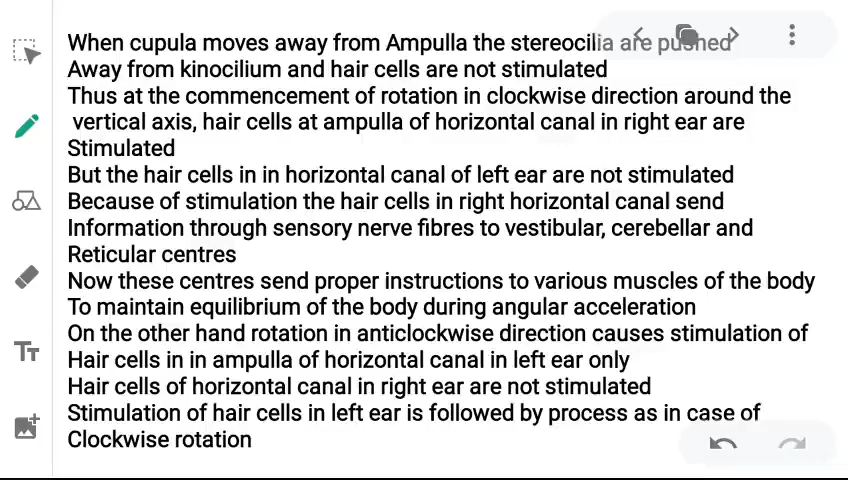 When cupula moves away from Ampulla the stereocilia are pushed
Away from kinocilium and hair cells are not stimulated
Thus at the commencement of rotation in clockwise direction around the
vertical axis, hair cells at ampulla of horizontal canal in right ear are
Stimulated
But the hair cells in in horizontal canal of left ear are not stimulated
Because of stimulation the hair cells in right horizontal canal send
Information through sensory nerve fibres to vestibular, cerebellar and
Reticular centres
Now these centres send proper instructions to various muscles of the body
To maintain equilibrium of the body during angular acceleration
On the other hand rotation in anticlockwise direction causes stimulation of
Hair cells in in ampulla of horizontal canal in left ear only
Hair cells of horizontal canal in right ear are not stimulated
Stimulation of hair cells in left ear is followed by process as in case of
Clockwise rotation
TT